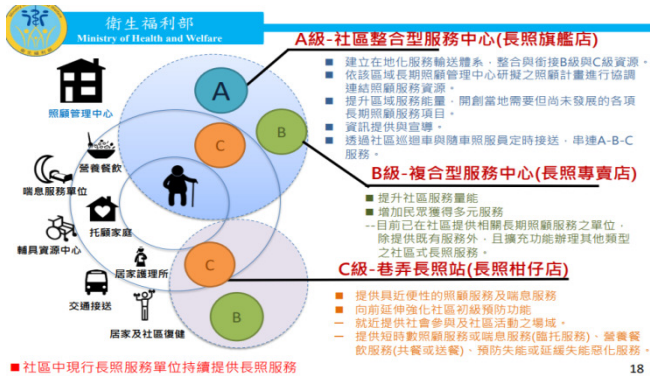 衛生福利部
Ministry of Health and Welfare
A級-社區整合型服務中心(長照旗艦店)
■ 建立在地化服務輸送體系，整合與銜接B級與C級資源。
■ 依該區域長期照顧管理中心研擬之照顧計畫進行協調
連結照顧服務資源。
■ 提升區域服務能量，開創當地需要但尚未發展的各項
長期照顧服務項目。
■ 資訊提供與宣導。
■ 透過社區巡迴車與隨車照服員定時接送，串連A-B-C
服務。
B級-複合型服務中心(長照專賣店)
■ 提升社區服務量能
■ 增加民眾獲得多元服務
--目前已在社區提供相關長期照顧服務之單位，
除提供既有服務外，且擴充功能辦理其他類型
之社區式長照服務。
C級-巷弄長照站(長照柑仔店)
■ 提供具近便性的照顧服務及喘息服務
■ 向前延伸強化社區初級預防功能
－ 就近提供社會參與及社區活動之場域。
－ 提供短時數照顧服務或喘息服務(臨托服務)、營養餐
飲服務(共餐或送餐)、預防失能或延緩失能惡化服務。
照顧管理中心
營養餐飲
喘息服務單位
托顧家庭
輔具資源中心
居家護理所
交通接送
居家及社區復健
A
B
C
C
B
■社區中現行長照服務單位持續提供長照服務
18